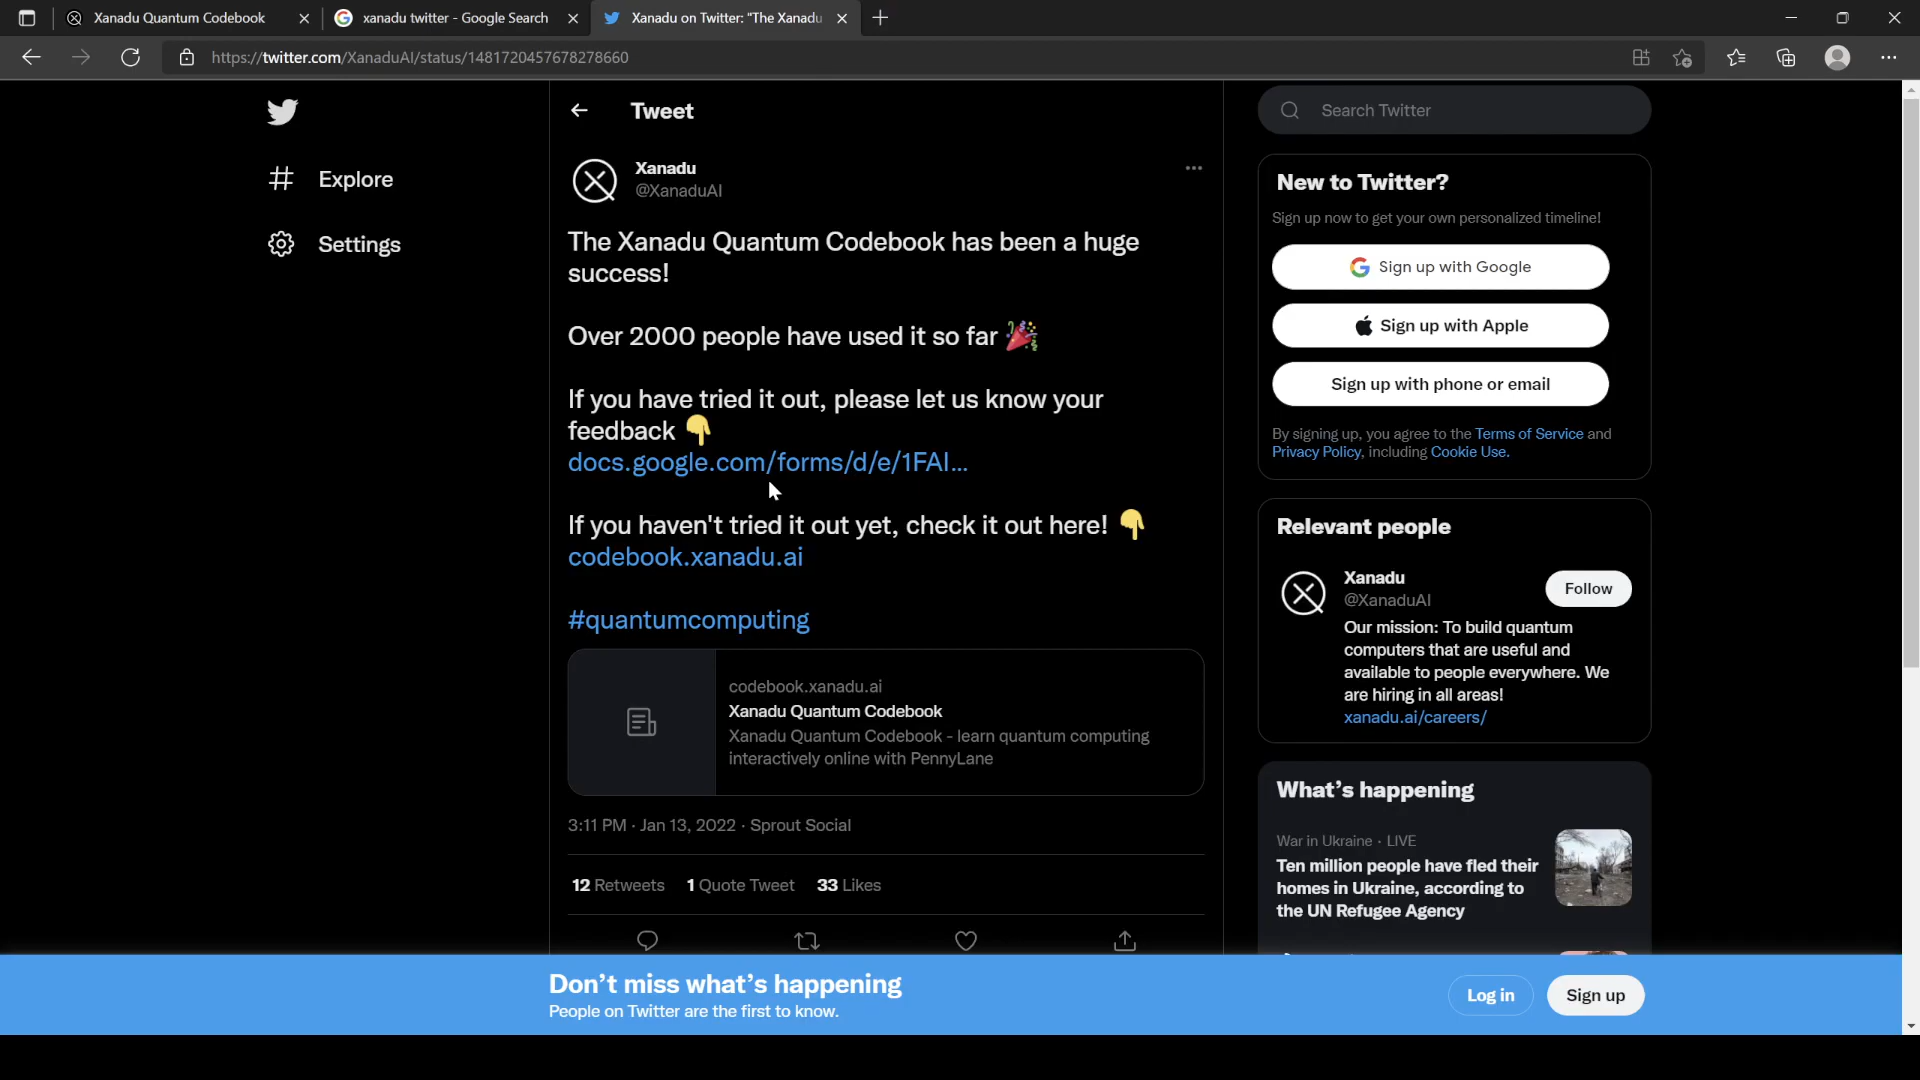 Xanadu Quantum Codebook
xanadu twitter - Google Search
Xanadu on Twitter: "The Xanadu
https://twitter.com/XanaduAI/status/1481720457678278660
Explore
Settings
Tweet
Xanadu
@XanaduAI
The Xanadu Quantum Codebook has been a huge
success!
Over 2000 people have used it so far 🎉
If you have tried it out, please let us know your
feedback 👇
docs.google.com/forms/d/e/1FAI...
If you haven't tried it out yet, check it out here! 👇
codebook.xanadu.ai
#quantumcomputing
codebook.xanadu.ai
Xanadu Quantum Codebook
Xanadu Quantum Codebook - learn quantum computing
interactively online with PennyLane
3:11 PM · Jan 13, 2022 · Sprout Social
12 Retweets 1 Quote Tweet 33 Likes
Search Twitter
New to Twitter?
Sign up now to get your own personalized timeline!
Sign up with Google
Sign up with Apple
Sign up with phone or email
By signing up, you agree to the Terms of Service and
Privacy Policy, including Cookie Use.
Relevant people
Xanadu
@XanaduAI
Follow
Our mission: To build quantum
computers that are useful and
available to people everywhere. We
are hiring in all areas!
xanadu.ai/careers/
What's happening
War in Ukraine · LIVE
Ten million people have fled their
homes in Ukraine, according to
the UN Refugee Agency
Don't miss what's happening
People on Twitter are the first to know.
Log in
Sign up